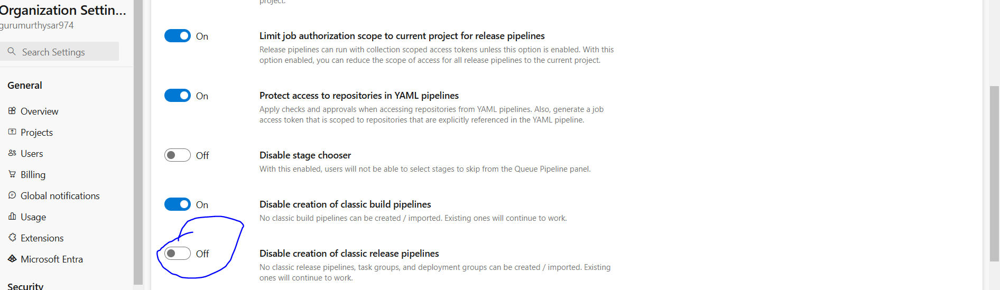 Organization Settin...
gurumurthysar974
Search Settings
General
Overview
Projects
Users
Billing
Global notifications
Usage
Extensions
Microsoft Entra
Security
project.
On
Limit job authorization scope to current project for release pipelines
Release pipelines can run with collection scoped access tokens unless this option is enabled. With this
option enabled, you can reduce the scope of access for all release pipelines to the current project.
On
Protect access to repositories in YAML pipelines
Apply checks and approvals when accessing repositories from YAML pipelines. Also, generate a job
access token that is scoped to repositories that are explicitly referenced in the YAML pipeline.
Off
Disable stage chooser
With this enabled, users will not be able to select stages to skip from the Queue Pipeline panel.
On
Disable creation of classic build pipelines
No classic build pipelines can be created / imported. Existing ones will continue to work.
Off
Disable creation of classic release pipelines
No classic release pipelines, task groups, and deployment groups can be created / imported. Existing
ones will continue to work.